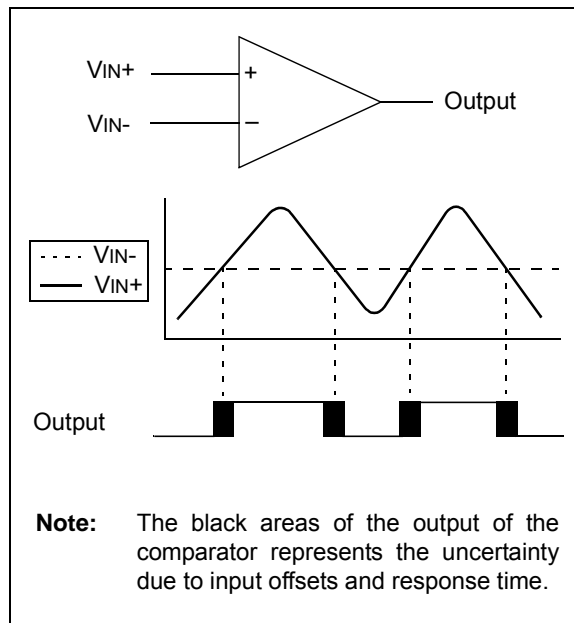 VIN+
+
Output
VIN-
–
VIN-
VIN+
Output
Note: The black areas of the output of the
comparator represents the uncertainty
due to input offsets and response time.